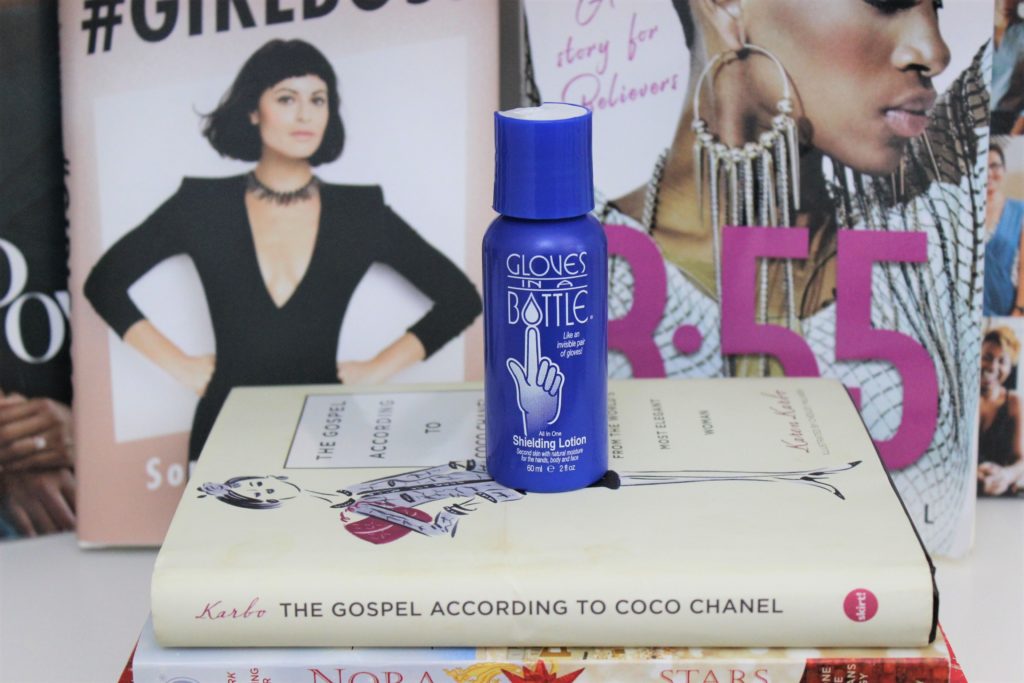 #GIRLBOSS
story for
Believers
8·55
L
GLOVES
IN A
BOTTLE®
Like an
invisible pair
of gloves!
All in One
Shielding Lotion
Second skin with natural moisture
for the hands, body and face
60 ml ℮ 2 fl oz
THE GOSPEL
ACCORDING
TO
COCO CHANEL
FROM THE WORLD'S
MOST ELEGANT
WOMAN
Karen Karbo
Karbo THE GOSPEL ACCORDING TO COCO CHANEL skirt!
NORA STARS